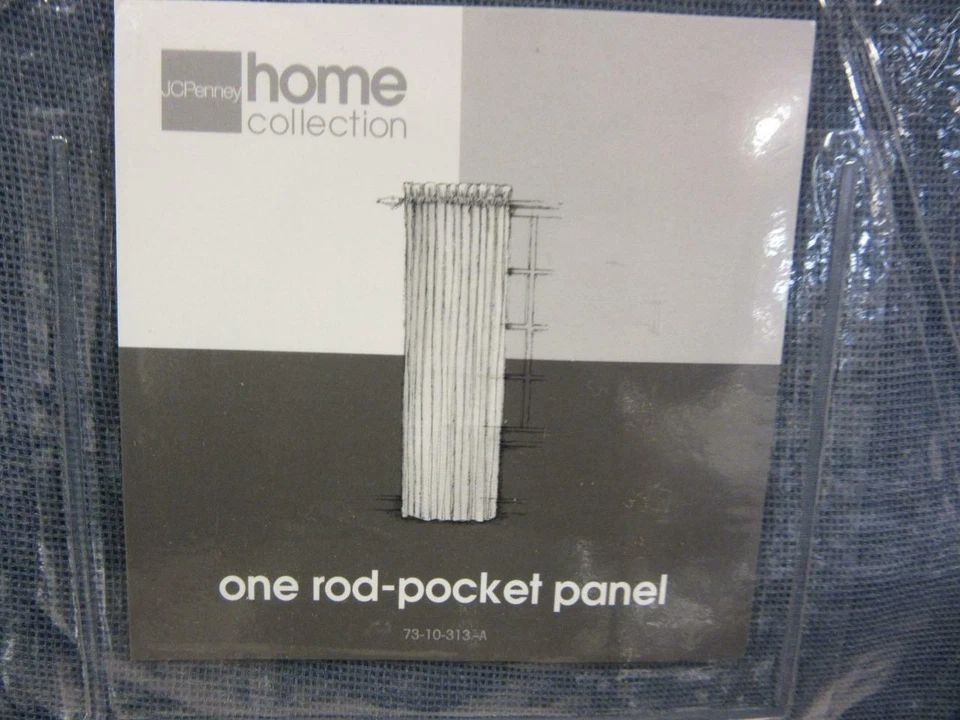 JCPenney home
collection
one rod-pocket panel
73-10-313-A